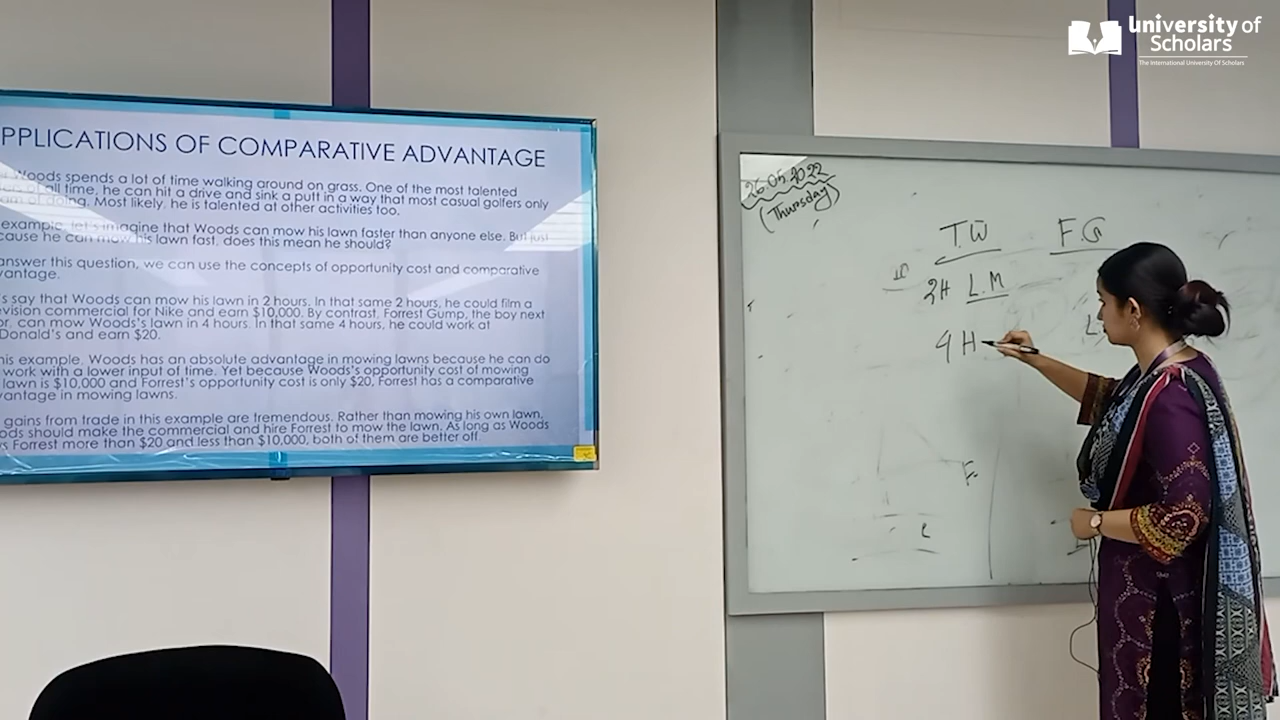 university of
Scholars
The International University Of Scholars
PPLICATIONS OF COMPARATIVE ADVANTAGE
Woods spends a lot of time walking around on grass. One of the most talented
all time, he can hit a drive and sink a putt in a way that most casual golfers only
of doing. Most likely, he is talented at other activities too.
example, let's imagine that Woods can mow his lawn faster than anyone else. But just
cause he can mow his lawn fast, does this mean he should?
answer this question, we can use the concepts of opportunity cost and comparative
vantage.
's say that Woods can mow his lawn in 2 hours. In that same 2 hours, he could film a
evision commercial for Nike and earn $10,000. By contrast, Forrest Gump, the boy next
or, can mow Woods's lawn in 4 hours. In that same 4 hours, he could work at
Donald's and earn $20.
his example, Woods has an absolute advantage in mowing lawns because he can do
work with a lower input of time. Yet because Woods's opportunity cost of mowing
lawn is $10,000 and Forrest's opportunity cost is only $20, Forrest has a comparative
vantage in mowing lawns.
gains from trade in this example are tremendous. Rather than mowing his own lawn,
ods should make the commercial and hire Forrest to mow the lawn. As long as Woods
s Forrest more than $20 and less than $10,000, both of them are better off
26.05.2022
(Thursday)
T.W F.G
2H L.M
4 H